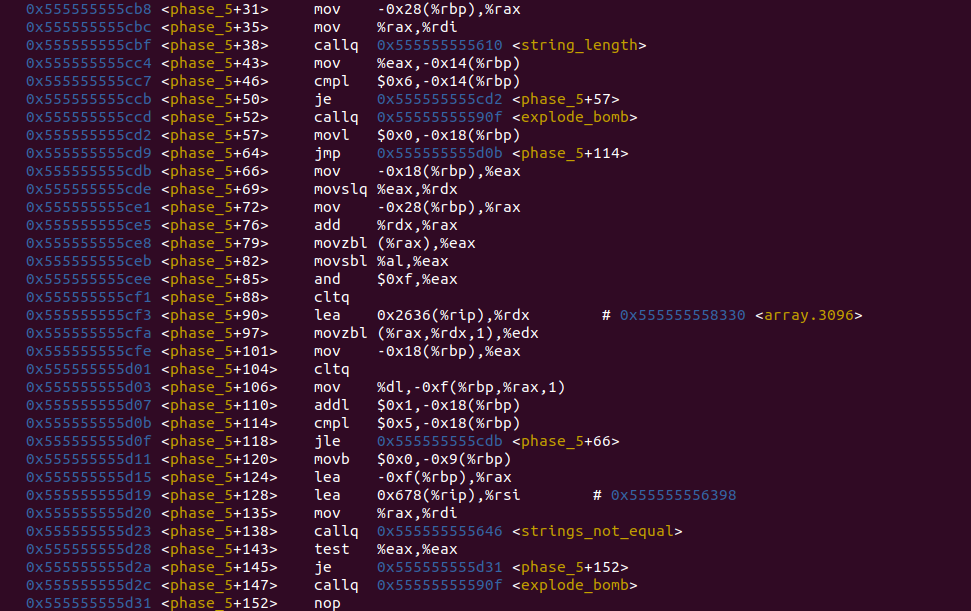 0x555555555cb8 <phase_5+31> mov -0x28(%rbp),%rax
0x555555555cbc <phase_5+35> mov %rax,%rdi
0x555555555cbf <phase_5+38> callq 0x555555555610 <string_length>
0x555555555cc4 <phase_5+43> mov %eax,-0x14(%rbp)
0x555555555cc7 <phase_5+46> cmpl $0x6,-0x14(%rbp)
0x555555555ccb <phase_5+50> je 0x555555555cd2 <phase_5+57>
0x555555555ccd <phase_5+52> callq 0x55555555590f <explode_bomb>
0x555555555cd2 <phase_5+57> movl $0x0,-0x18(%rbp)
0x555555555cd9 <phase_5+64> jmp 0x555555555d0b <phase_5+114>
0x555555555cdb <phase_5+66> mov -0x18(%rbp),%eax
0x555555555cde <phase_5+69> movslq %eax,%rdx
0x555555555ce1 <phase_5+72> mov -0x28(%rbp),%rax
0x555555555ce5 <phase_5+76> add %rdx,%rax
0x555555555ce8 <phase_5+79> movzbl (%rax),%eax
0x555555555ceb <phase_5+82> movsbl %al,%eax
0x555555555cee <phase_5+85> and $0xf,%eax
0x555555555cf1 <phase_5+88> cltq
0x555555555cf3 <phase_5+90> lea 0x2636(%rip),%rdx # 0x555555558330 <array.3096>
0x555555555cfa <phase_5+97> movzbl (%rax,%rdx,1),%edx
0x555555555cfe <phase_5+101> mov -0x18(%rbp),%eax
0x555555555d01 <phase_5+104> cltq
0x555555555d03 <phase_5+106> mov %dl,-0xf(%rbp,%rax,1)
0x555555555d07 <phase_5+110> addl $0x1,-0x18(%rbp)
0x555555555d0b <phase_5+114> cmpl $0x5,-0x18(%rbp)
0x555555555d0f <phase_5+118> jle 0x555555555cdb <phase_5+66>
0x555555555d11 <phase_5+120> movb $0x0,-0x9(%rbp)
0x555555555d15 <phase_5+124> lea -0xf(%rbp),%rax
0x555555555d19 <phase_5+128> lea 0x678(%rip),%rsi # 0x555555556398
0x555555555d20 <phase_5+135> mov %rax,%rdi
0x555555555d23 <phase_5+138> callq 0x555555555646 <strings_not_equal>
0x555555555d28 <phase_5+143> test %eax,%eax
0x555555555d2a <phase_5+145> je 0x555555555d31 <phase_5+152>
0x555555555d2c <phase_5+147> callq 0x55555555590f <explode_bomb>
0x555555555d31 <phase_5+152> nop